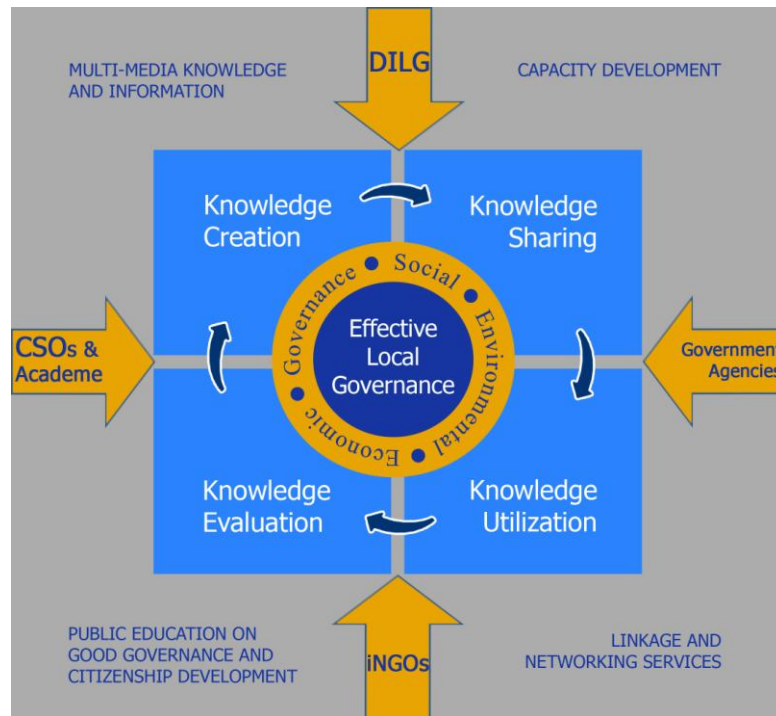 MULTI-MEDIA KNOWLEDGE
AND INFORMATION
DILG
CAPACITY DEVELOPMENT
Knowledge
Creation
Knowledge
Sharing
Governance • Social • Environmental • Economic •
Effective
Local
Governance
CSOs &
Academe
Government
Agencies
Knowledge
Evaluation
Knowledge
Utilization
PUBLIC EDUCATION ON
GOOD GOVERNANCE AND
CITIZENSHIP DEVELOPMENT
iNGOs
LINKAGE AND
NETWORKING SERVICES